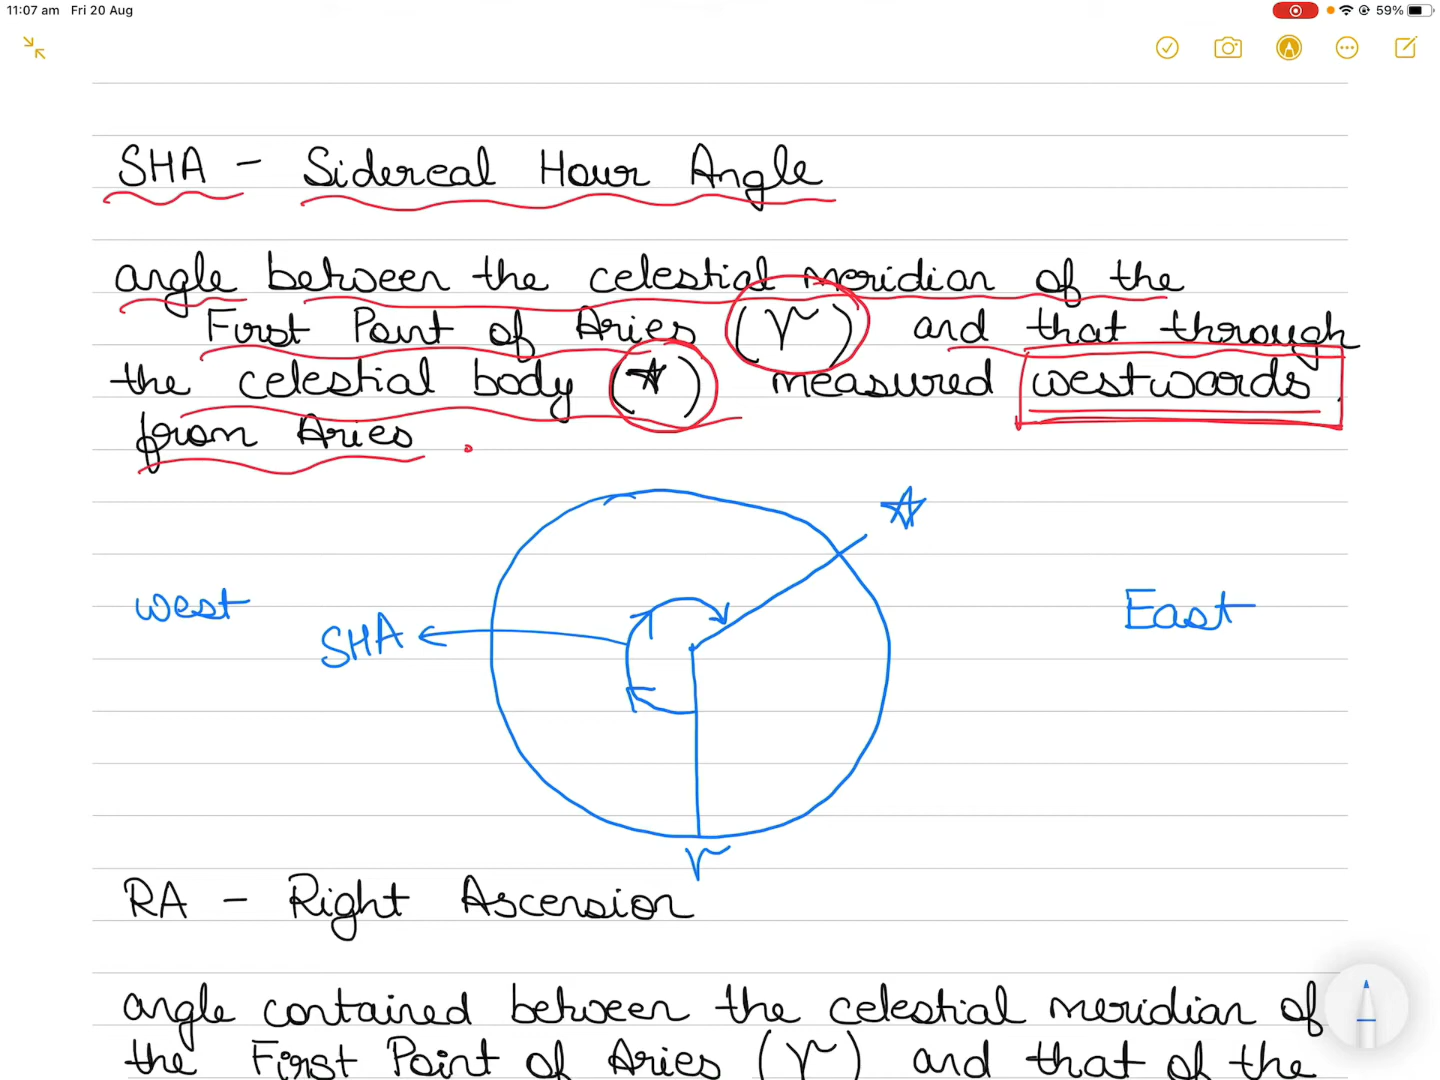 11:07 am Fri 20 Aug 59%
SHA - Sidereal Hour Angle
angle between the celestial meridian of the
First Point of Aries (♈) and that through
the celestial body (★) measured westwards
from Aries.
West
East
SHA
♈
RA - Right Ascension
angle contained between the celestial meridian of
the First Point of Aries (♈) and that of the